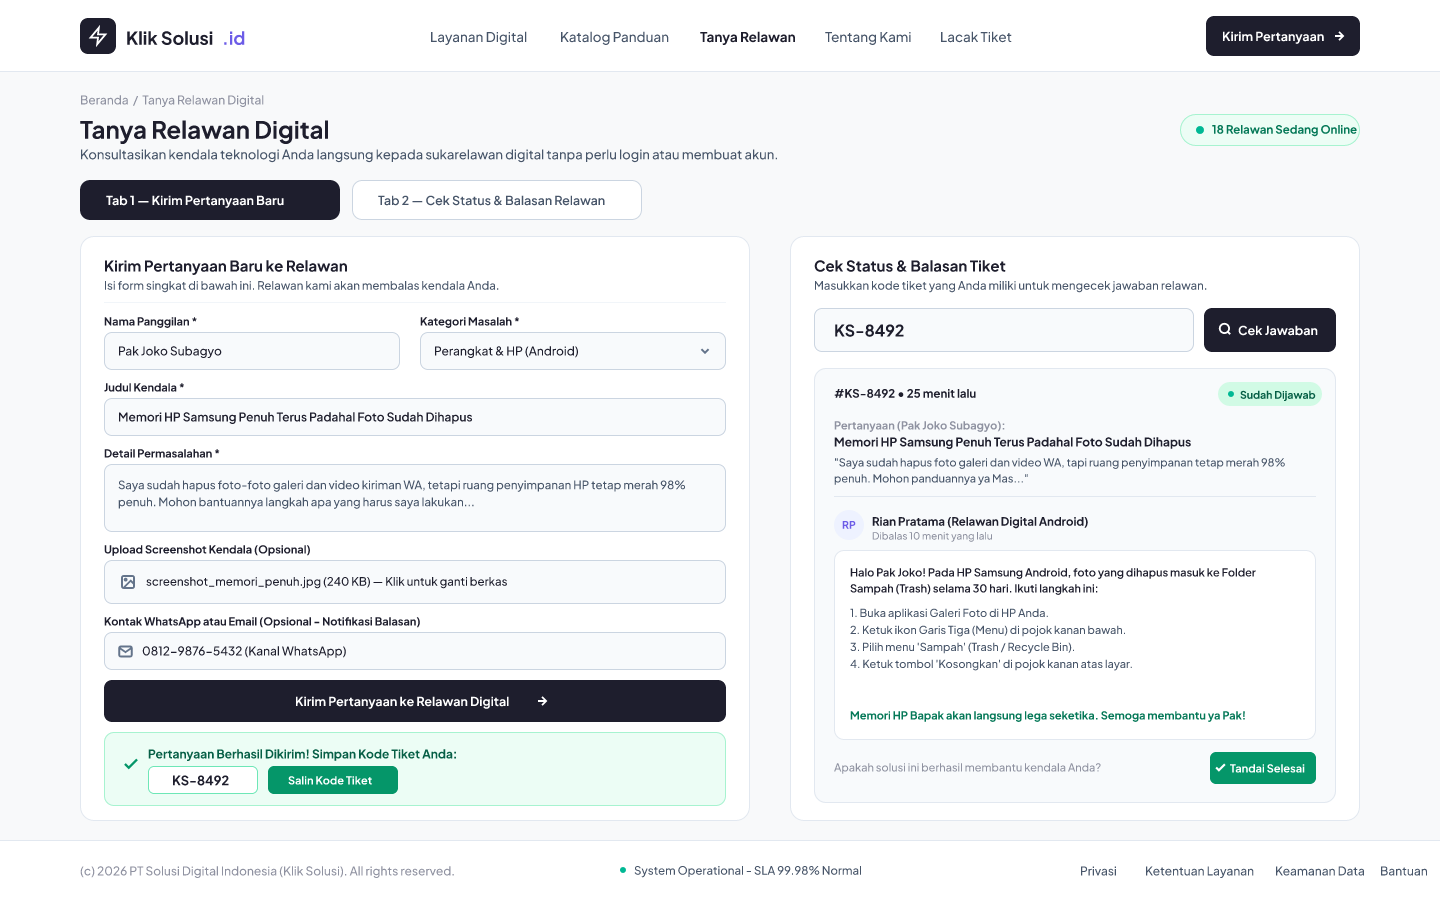 Klik Solusi .id
Layanan Digital
Katalog Panduan
Tanya Relawan
Tentang Kami
Lacak Tiket
Kirim Pertanyaan
Beranda / Tanya Relawan Digital
Tanya Relawan Digital
Konsultasikan kendala teknologi Anda langsung kepada sukarelawan digital tanpa perlu login atau membuat akun.
18 Relawan Sedang Online
Tab 1 — Kirim Pertanyaan Baru
Tab 2 — Cek Status & Balasan Relawan
Kirim Pertanyaan Baru ke Relawan
Isi form singkat di bawah ini. Relawan kami akan membalas kendala Anda.
Nama Panggilan *
Kategori Masalah *
Pak Joko Subagyo
Perangkat & HP (Android)
Judul Kendala *
Memori HP Samsung Penuh Terus Padahal Foto Sudah Dihapus
Detail Permasalahan *
Saya sudah hapus foto-foto galeri dan video kiriman WA, tetapi ruang penyimpanan HP tetap merah 98%
penuh. Mohon bantuannya langkah apa yang harus saya lakukan...
Upload Screenshot Kendala (Opsional)
screenshot_memori_penuh.jpg (240 KB) — Klik untuk ganti berkas
Kontak WhatsApp atau Email (Opsional - Notifikasi Balasan)
0812-9876-5432 (Kanal WhatsApp)
Kirim Pertanyaan ke Relawan Digital
Pertanyaan Berhasil Dikirim! Simpan Kode Tiket Anda:
KS-8492
Salin Kode Tiket
Cek Status & Balasan Tiket
Masukkan kode tiket yang Anda miliki untuk mengecek jawaban relawan.
KS-8492
Cek Jawaban
#KS-8492 • 25 menit lalu
Sudah Dijawab
Pertanyaan (Pak Joko Subagyo):
Memori HP Samsung Penuh Terus Padahal Foto Sudah Dihapus
"Saya sudah hapus foto galeri dan video WA, tapi ruang penyimpanan tetap merah 98%
penuh. Mohon panduannya ya Mas..."
RP
Rian Pratama (Relawan Digital Android)
Dibalas 10 menit yang lalu
Halo Pak Joko! Pada HP Samsung Android, foto yang dihapus masuk ke Folder
Sampah (Trash) selama 30 hari. Ikuti langkah ini:
1. Buka aplikasi Galeri Foto di HP Anda.
2. Ketuk ikon Garis Tiga (Menu) di pojok kanan bawah.
3. Pilih menu 'Sampah' (Trash / Recycle Bin).
4. Ketuk tombol 'Kosongkan' di pojok kanan atas layar.
Memori HP Bapak akan langsung lega seketika. Semoga membantu ya Pak!
Apakah solusi ini berhasil membantu kendala Anda?
Tandai Selesai
(c) 2026 PT Solusi Digital Indonesia (Klik Solusi). All rights reserved.
System Operational - SLA 99.98% Normal
Privasi
Ketentuan Layanan
Keamanan Data
Bantuan